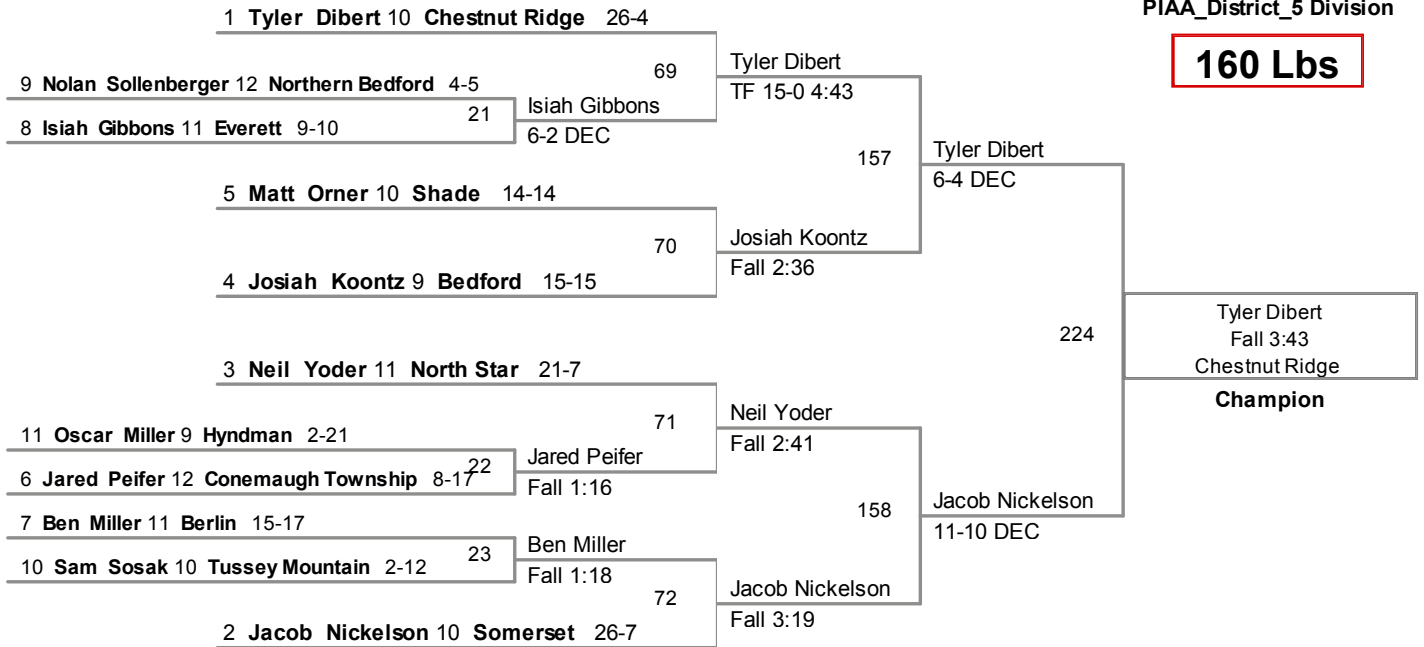 PIAA_District_5 Division
160 Lbs
1 Tyler Dibert 10 Chestnut Ridge 26-4
69
Tyler Dibert
TF 15-0 4:43
9 Nolan Sollenberger 12 Northern Bedford 4-5
21
Isiah Gibbons
6-2 DEC
8 Isiah Gibbons 11 Everett 9-10
157
Tyler Dibert
6-4 DEC
5 Matt Orner 10 Shade 14-14
70
Josiah Koontz
Fall 2:36
4 Josiah Koontz 9 Bedford 15-15
224
Tyler Dibert
Fall 3:43
Chestnut Ridge
Champion
3 Neil Yoder 11 North Star 21-7
71
Neil Yoder
Fall 2:41
11 Oscar Miller 9 Hyndman 2-21
22
Jared Peifer
Fall 1:16
6 Jared Peifer 12 Conemaugh Township 8-17
158
Jacob Nickelson
11-10 DEC
7 Ben Miller 11 Berlin 15-17
23
Ben Miller
Fall 1:18
10 Sam Sosak 10 Tussey Mountain 2-12
72
Jacob Nickelson
Fall 3:19
2 Jacob Nickelson 10 Somerset 26-7